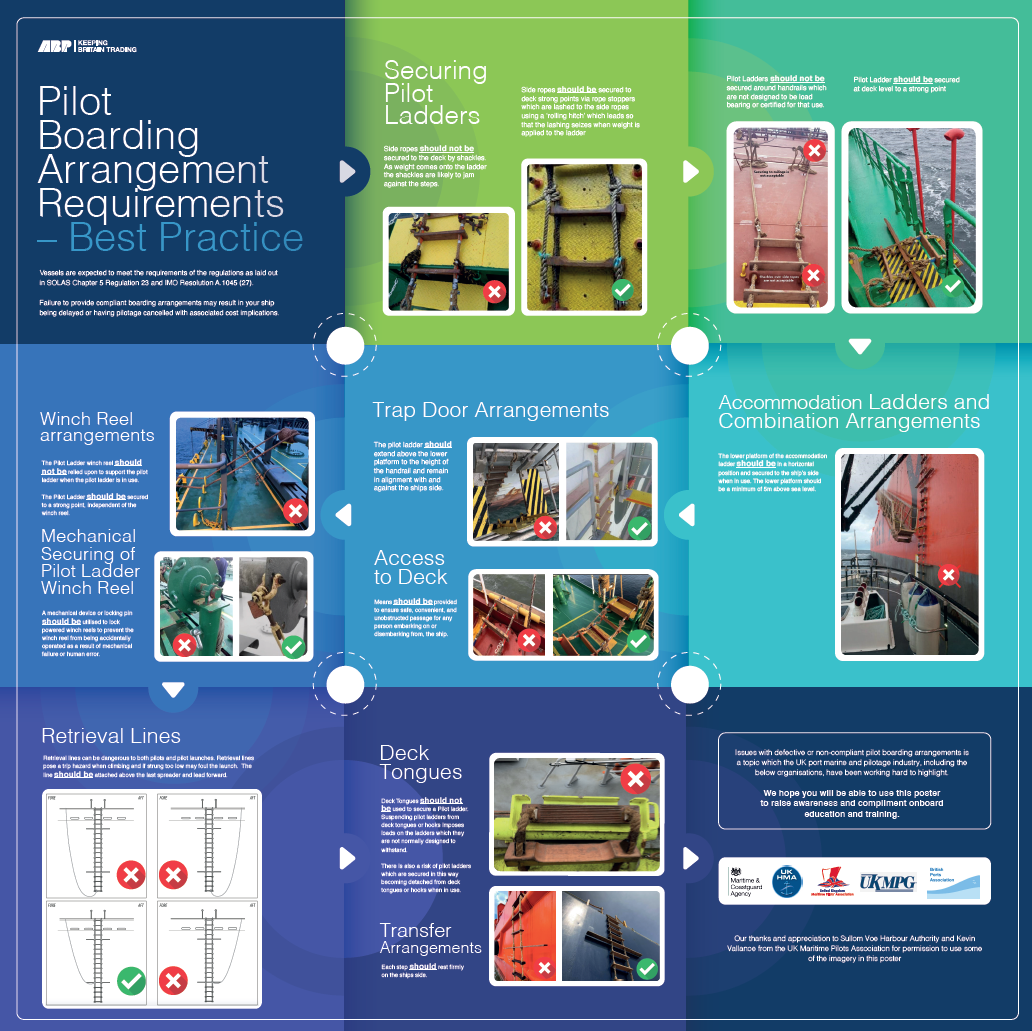 ABP
KEEPING
BRITAIN TRADING
Pilot
Boarding
Arrangement
Requirements
– Best Practice
Vessels are expected to meet the requirements of the regulations as laid out
in SOLAS Chapter 5 Regulation 23 and IMO Resolution A.1045 (27).
Failure to provide compliant boarding arrangements may result in your ship
being delayed or having pilotage cancelled with associated cost implications.
Securing
Pilot
Ladders
Side ropes should not be
secured to the deck by shackles.
As weight comes onto the ladder
the shackles are likely to jam
against the steps.
Side ropes should be secured to
deck strong points via rope stoppers
which are lashed to the side ropes
using a 'rolling hitch' which leads so
that the lashing seizes when weight is
applied to the ladder
Pilot Ladders should not be
secured around handrails which
are not designed to be load
bearing or certified for that use.
Pilot Ladder should be secured
at deck level to a strong point
Securing to railings is
not acceptable
Shackles over side ropes
are not acceptable
Accommodation Ladders and
Combination Arrangements
The lower platform of the accommodation
ladder should be in a horizontal
position and secured to the ship's side
when in use. The lower platform should
be a minimum of 5m above sea level.
Trap Door Arrangements
The pilot ladder should
extend above the lower
platform to the height of
the handrail and remain
in alignment with and
against the ships side.
Access
to Deck
Means should be provided
to ensure safe, convenient, and
unobstructed passage for any
person embarking on or
disembarking from, the ship.
Winch Reel
arrangements
The Pilot Ladder winch reel should
not be relied upon to support the pilot
ladder when the pilot ladder is in use.
The Pilot Ladder should be secured
to a strong point, independent of the
winch reel.
Mechanical
Securing of
Pilot Ladder
Winch Reel
A mechanical device or locking pin
should be utilised to lock
powered winch reels to prevent the
winch reel from being accidentally
operated as a result of mechanical
failure or human error.
Retrieval Lines
Retrieval lines can be dangerous to both pilots and pilot launches. Retrieval lines
pose a trip hazard when climbing and if strung too low may foul the launch. The
line should be attached above the last spreader and lead forward.
FORE AFT
FORE AFT
FORE AFT
FORE AFT
Deck
Tongues
Deck Tongues should not
be used to secure a Pilot ladder.
Suspending pilot ladders from
deck tongues or hooks imposes
loads on the ladders which they
are not normally designed to
withstand.
There is also a risk of pilot ladders
which are secured in this way
becoming detached from deck
tongues or hooks when in use.
Transfer
Arrangements
Each step should rest firmly
on the ships side.
Issues with defective or non-compliant pilot boarding arrangements is
a topic which the UK port marine and pilotage industry, including the
below organisations, have been working hard to highlight.
We hope you will be able to use this poster
to raise awareness and compliment onboard
education and training.
Maritime &
Coastguard
Agency
UK
HMA
United Kingdom
Maritime Pilots' Association
UKMPG
British
Ports
Association
Our thanks and appreciation to Sullom Voe Harbour Authority and Kevin
Vallance from the UK Maritime Pilots Association for permission to use some
of the imagery in this poster